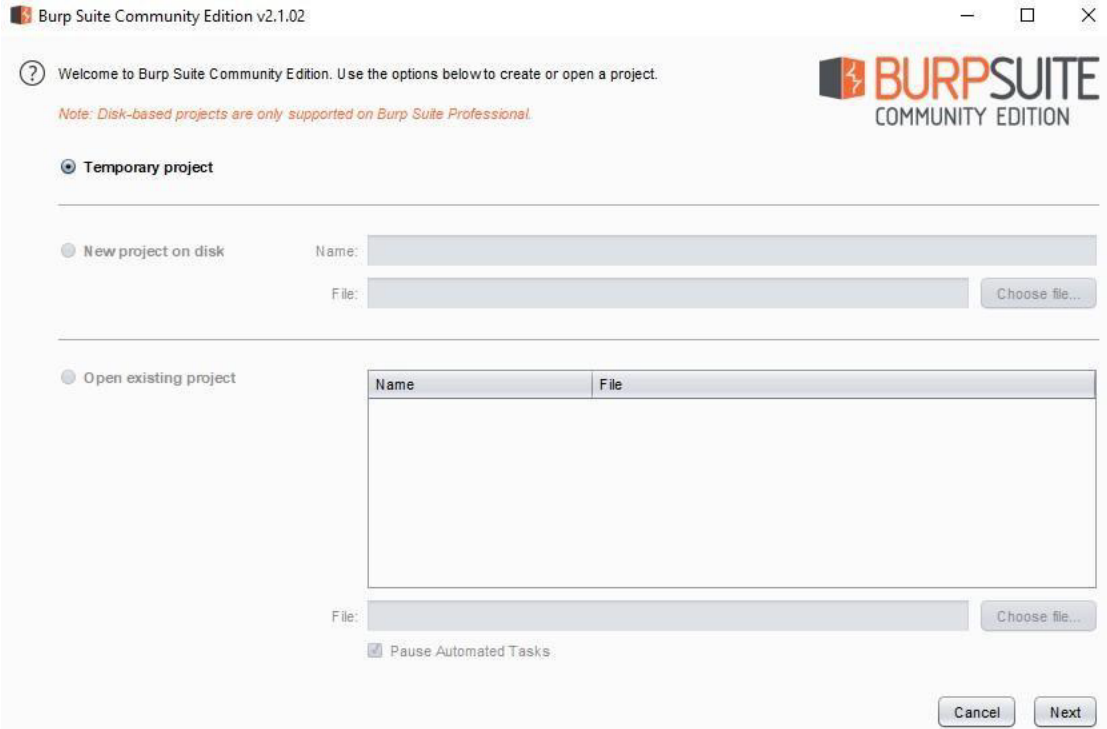 Burp Suite Community Edition v2.1.02
Welcome to Burp Suite Community Edition. Use the options below to create or open a project.
BURPSUITE
COMMUNITY EDITION
Note: Disk-based projects are only supported on Burp Suite Professional.
Temporary project
New project on disk Name:
File: Choose file...
Open existing project
Name File
File: Choose file...
Pause Automated Tasks
Cancel Next